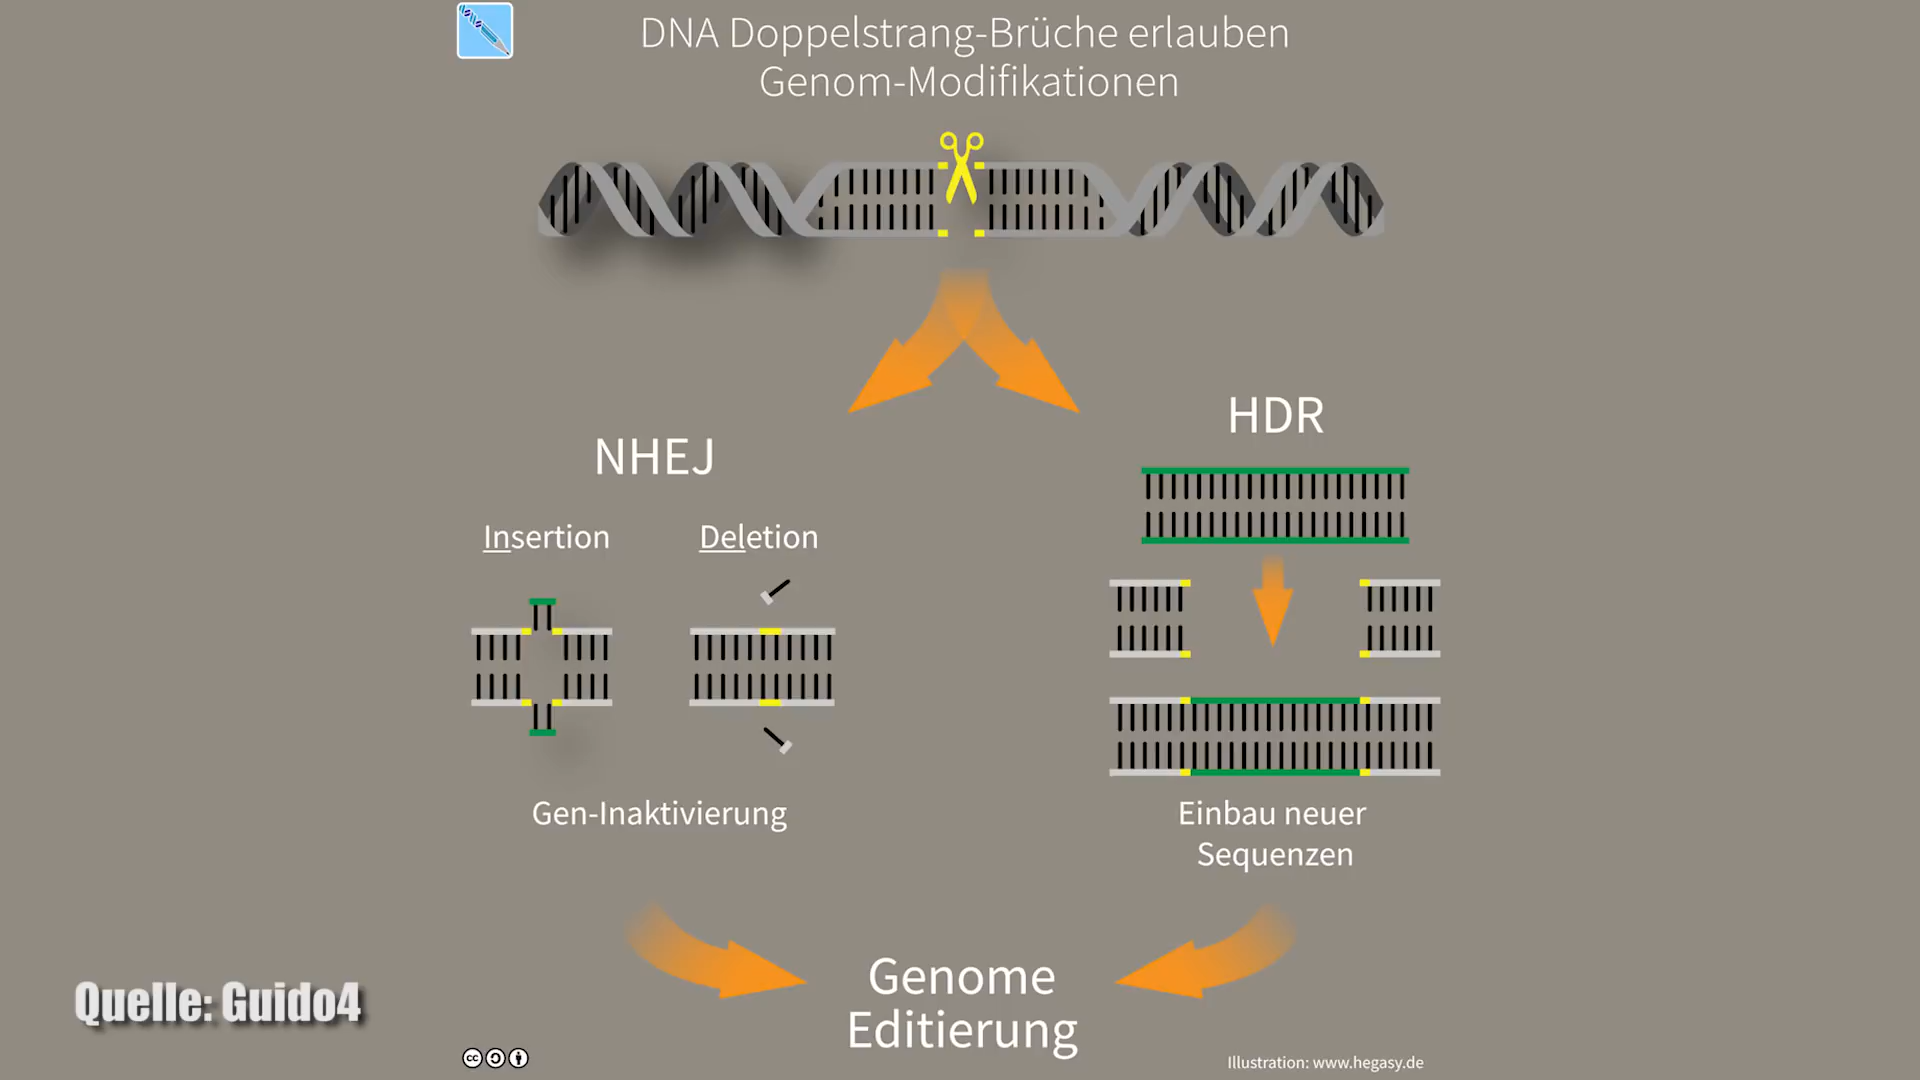 DNA Doppelstrang-Brüche erlauben
Genom-Modifikationen
NHEJ
Insertion
Deletion
Gen-Inaktivierung
HDR
Einbau neuer
Sequenzen
Genome
Editierung
Quelle: Guido4
cc
Illustration: www.hegasy.de